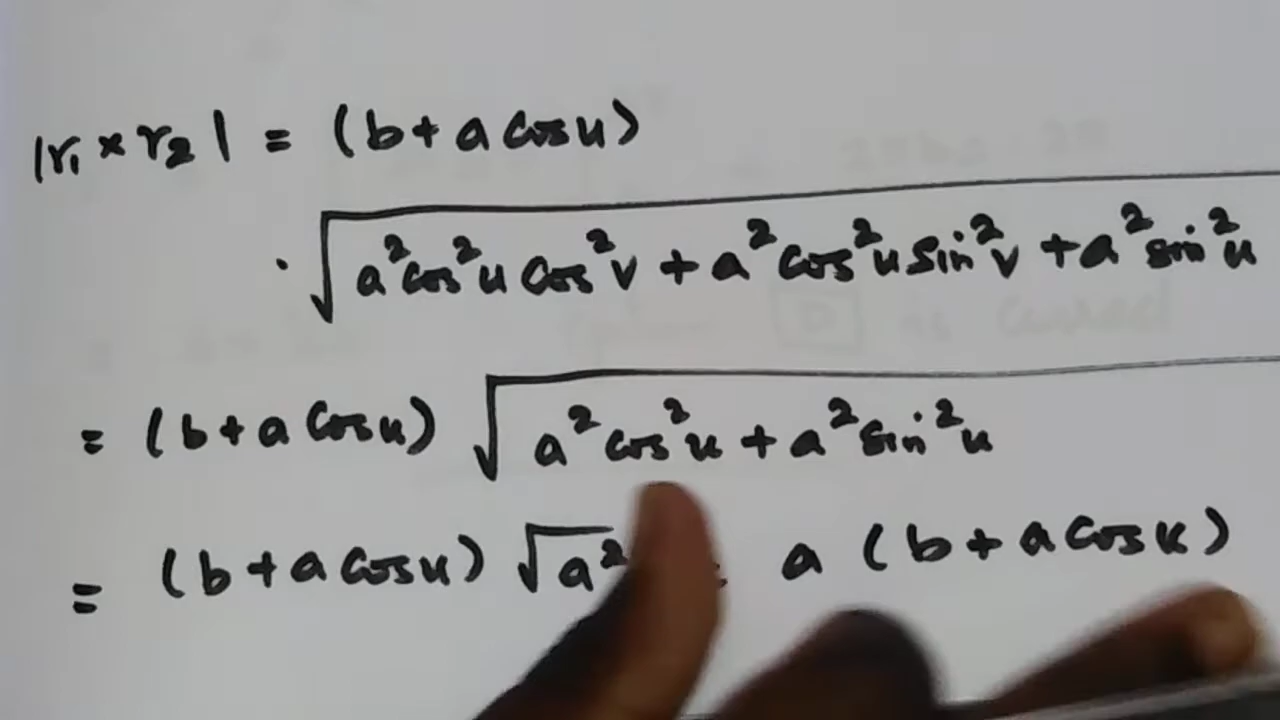 |r₁ × r₂| = (b + a cos u)
· √(a² cos² u cos² v + a² cos² u sin² v + a² sin² u
= (b + a cos u) √(a² cos² u + a² sin² u
= (b + a cos u) √a² a (b + a cos u)